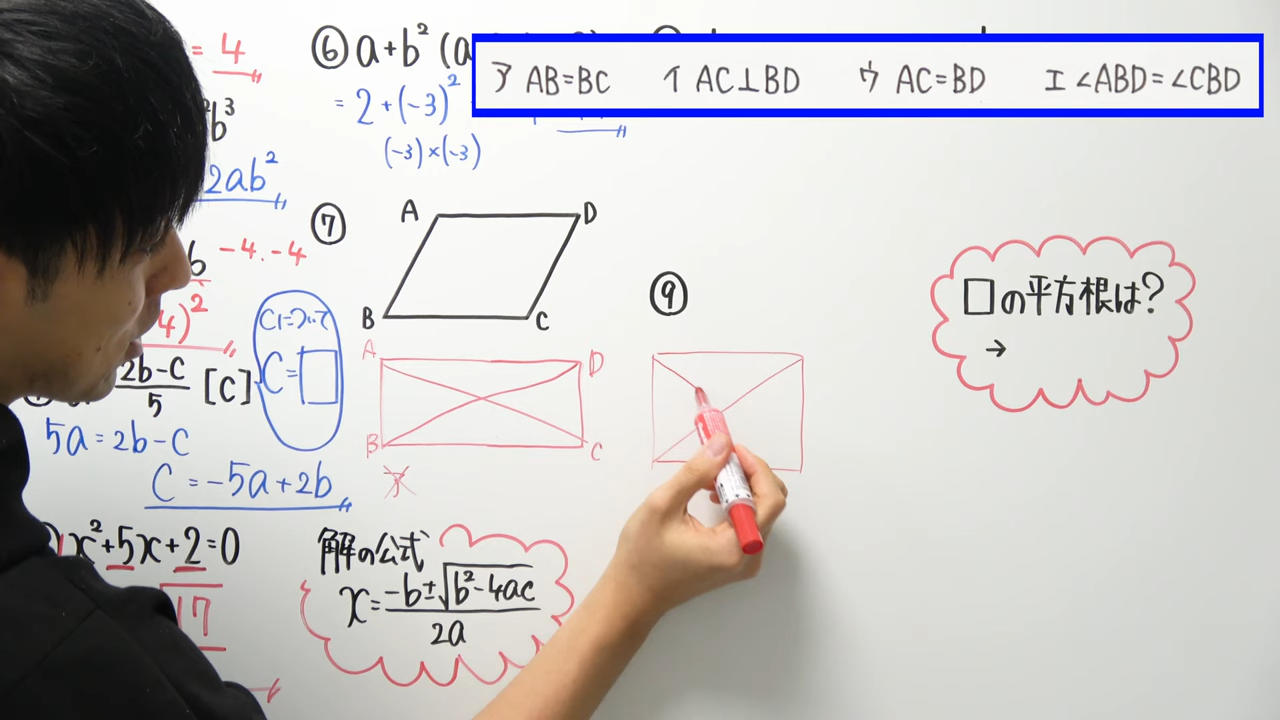 = 4
b³
2ab²
b -4.-4
4)²
2b-C/5 [C]
Cについて
C=□
5a=2b-C
C=-5a+2b
x²+5x+2=0
17
⑥ a+b² (a
=2+(-3)²
(-3)×(-3)
ア AB=BC イ AC⊥BD ウ AC=BD エ ∠ABD=∠CBD
⑦
A D
B C
A D
B C
ア
解の公式
x=-b±√b²-4ac/2a
⑨
□の平方根は?
→